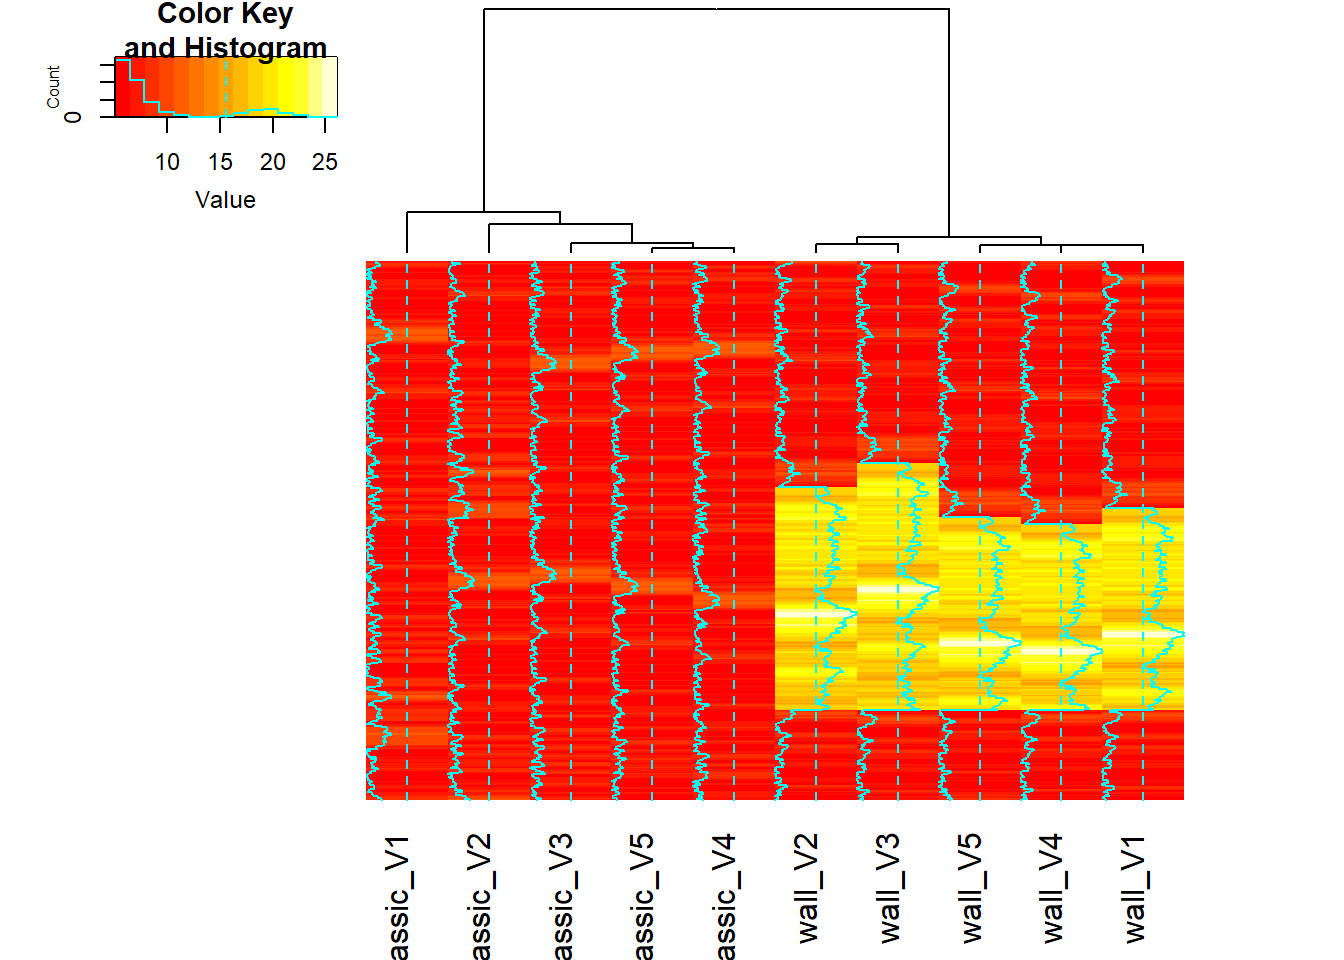 Color Key
and Histogram
Count
0
10 15 20 25
Value
assic_V1 assic_V2 assic_V3 assic_V5 assic_V4 wall_V2 wall_V3 wall_V5 wall_V4 wall_V1